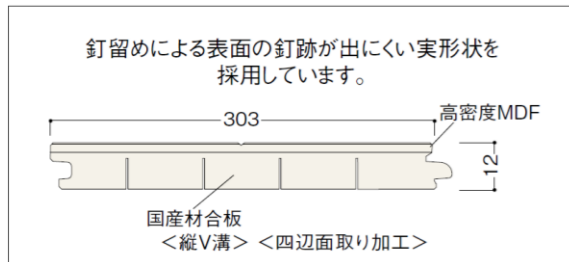 釘留めによる表面の釘跡が出にくい実形状を
採用しています。
303
高密度MDF
12
国産材合板
＜縦V溝＞ ＜四辺面取り加工＞